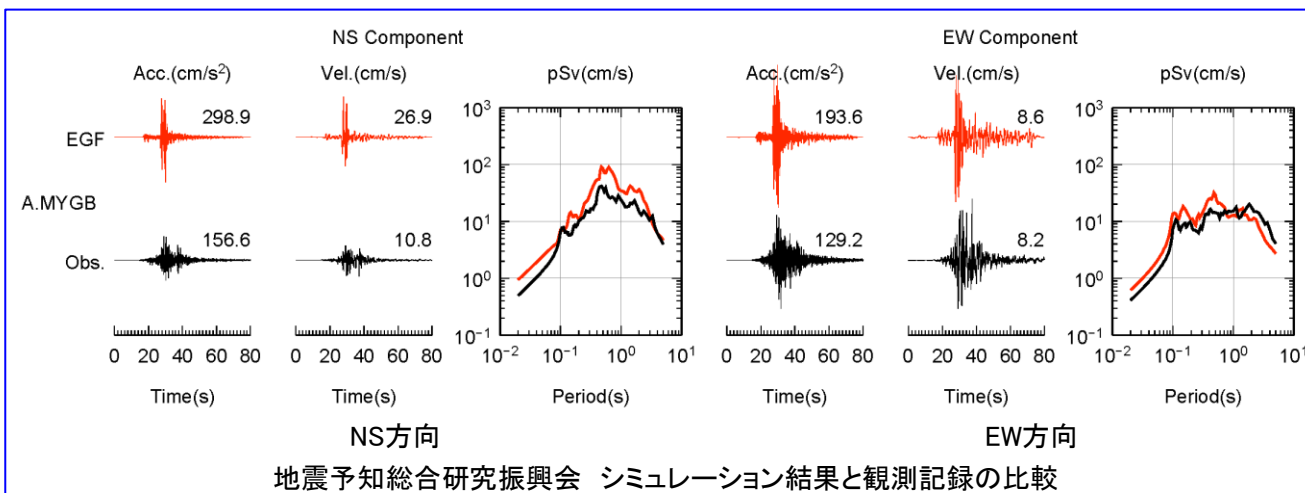 NS Component EW Component
Acc.(cm/s²) Vel.(cm/s) pSv(cm/s) Acc.(cm/s²) Vel.(cm/s) pSv(cm/s)
10³ 10³
EGF 298.9 26.9 193.6 8.6
10² 10²
A.MYGB
10¹ 10¹
Obs. 156.6 10.8 129.2 8.2
10⁰ 10⁰
10⁻¹ 10⁻¹
0 20 40 60 80 0 20 40 60 80 10⁻² 10⁻¹ 10⁰ 10¹ 0 20 40 60 80 0 20 40 60 80 10⁻² 10⁻¹ 10⁰ 10¹
Time(s) Time(s) Period(s) Time(s) Time(s) Period(s)
NS方向 EW方向
地震予知総合研究振興会 シミュレーション結果と観測記録の比較